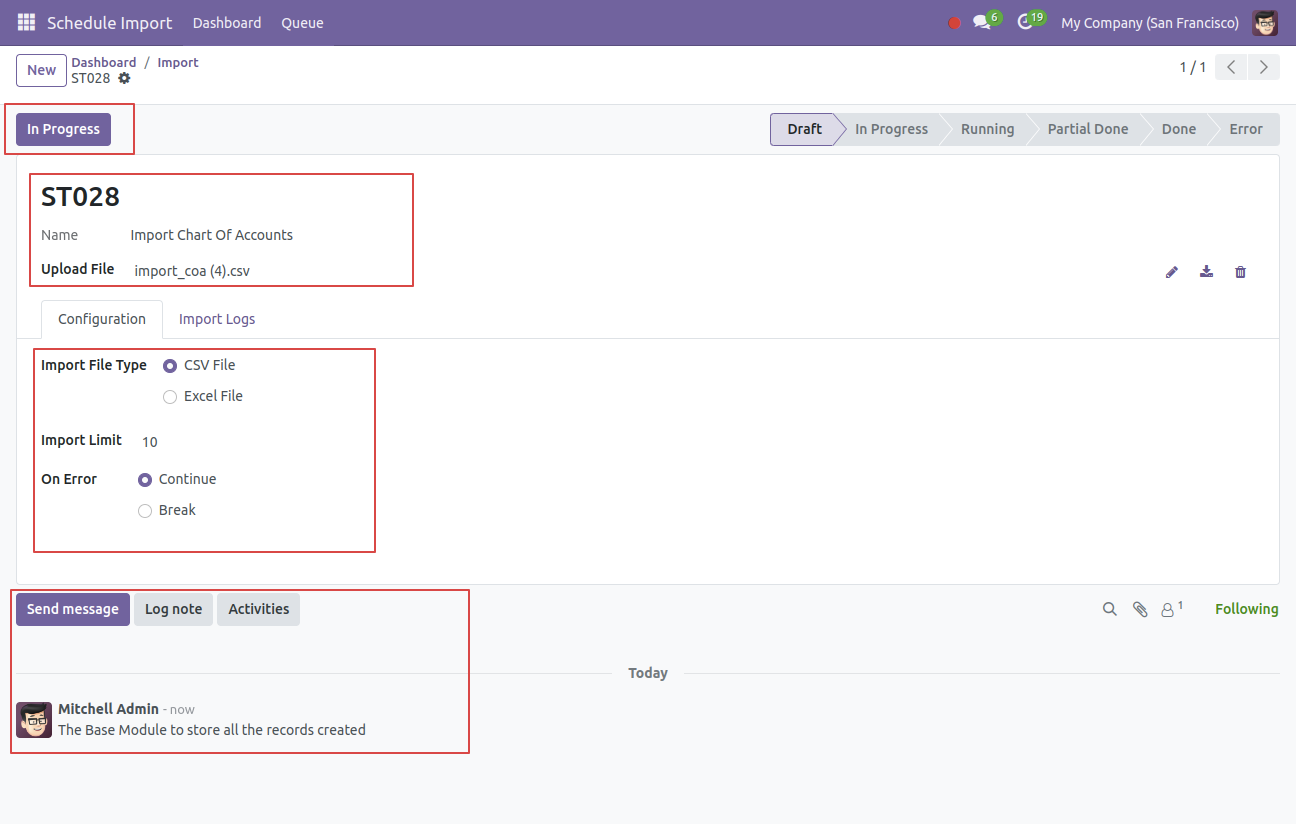 Schedule Import Dashboard Queue 6 19 My Company (San Francisco)
New Dashboard / Import
ST028
1 / 1
In Progress
Draft In Progress Running Partial Done Done Error
ST028
Name Import Chart Of Accounts
Upload File import_coa (4).csv
Configuration Import Logs
Import File Type CSV File
Excel File
Import Limit 10
On Error Continue
Break
Send message Log note Activities 1 Following
Today
Mitchell Admin - now
The Base Module to store all the records created